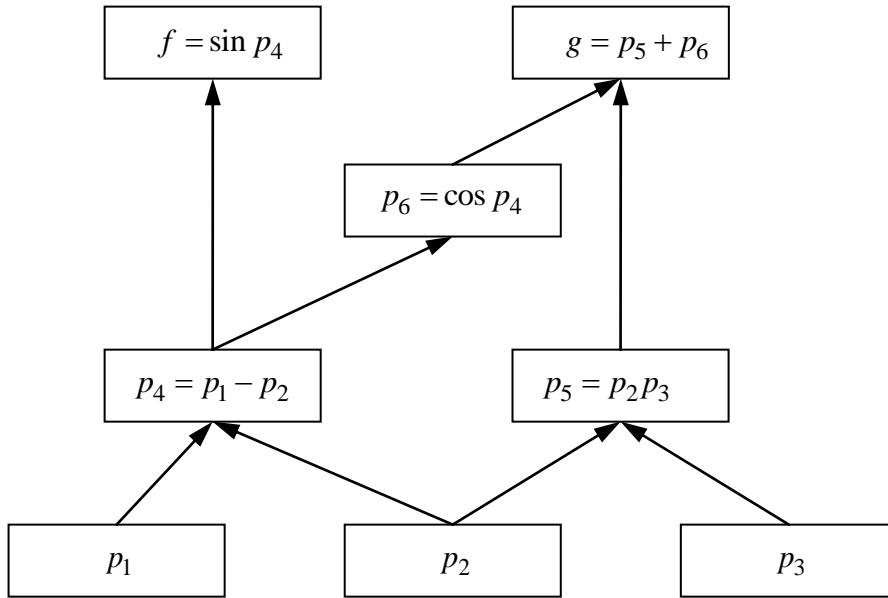 f = sin p₄
g = p₅ + p₆
p₆ = cos p₄
p₄ = p₁ − p₂
p₅ = p₂p₃
p₁
p₂
p₃